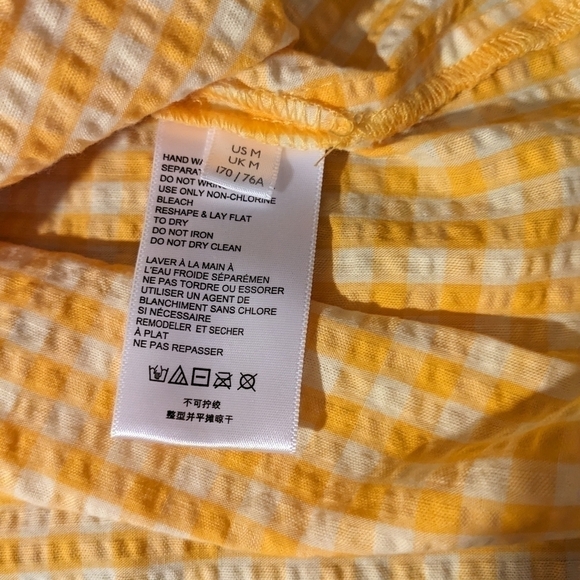 US M
UK M
170 / 76A
HAND
SEPARA
DO NOT
USE ONLY NON-CHLORINE
BLEACH
RESHAPE & LAY FLAT
TO DRY
DO NOT IRON
DO NOT DRY CLEAN
LAVER À LA MAIN À
L'EAU FROIDE SÉPARÉMEN
NE PAS TORDRE OU ESSORER
UTILISER UN AGENT DE
BLANCHIMENT SANS CHLORE
SI NÉCESSAIRE
REMODELER ET SECHER
À PLAT
NE PAS REPASSER
不可拧绞
整型并平摊晾干